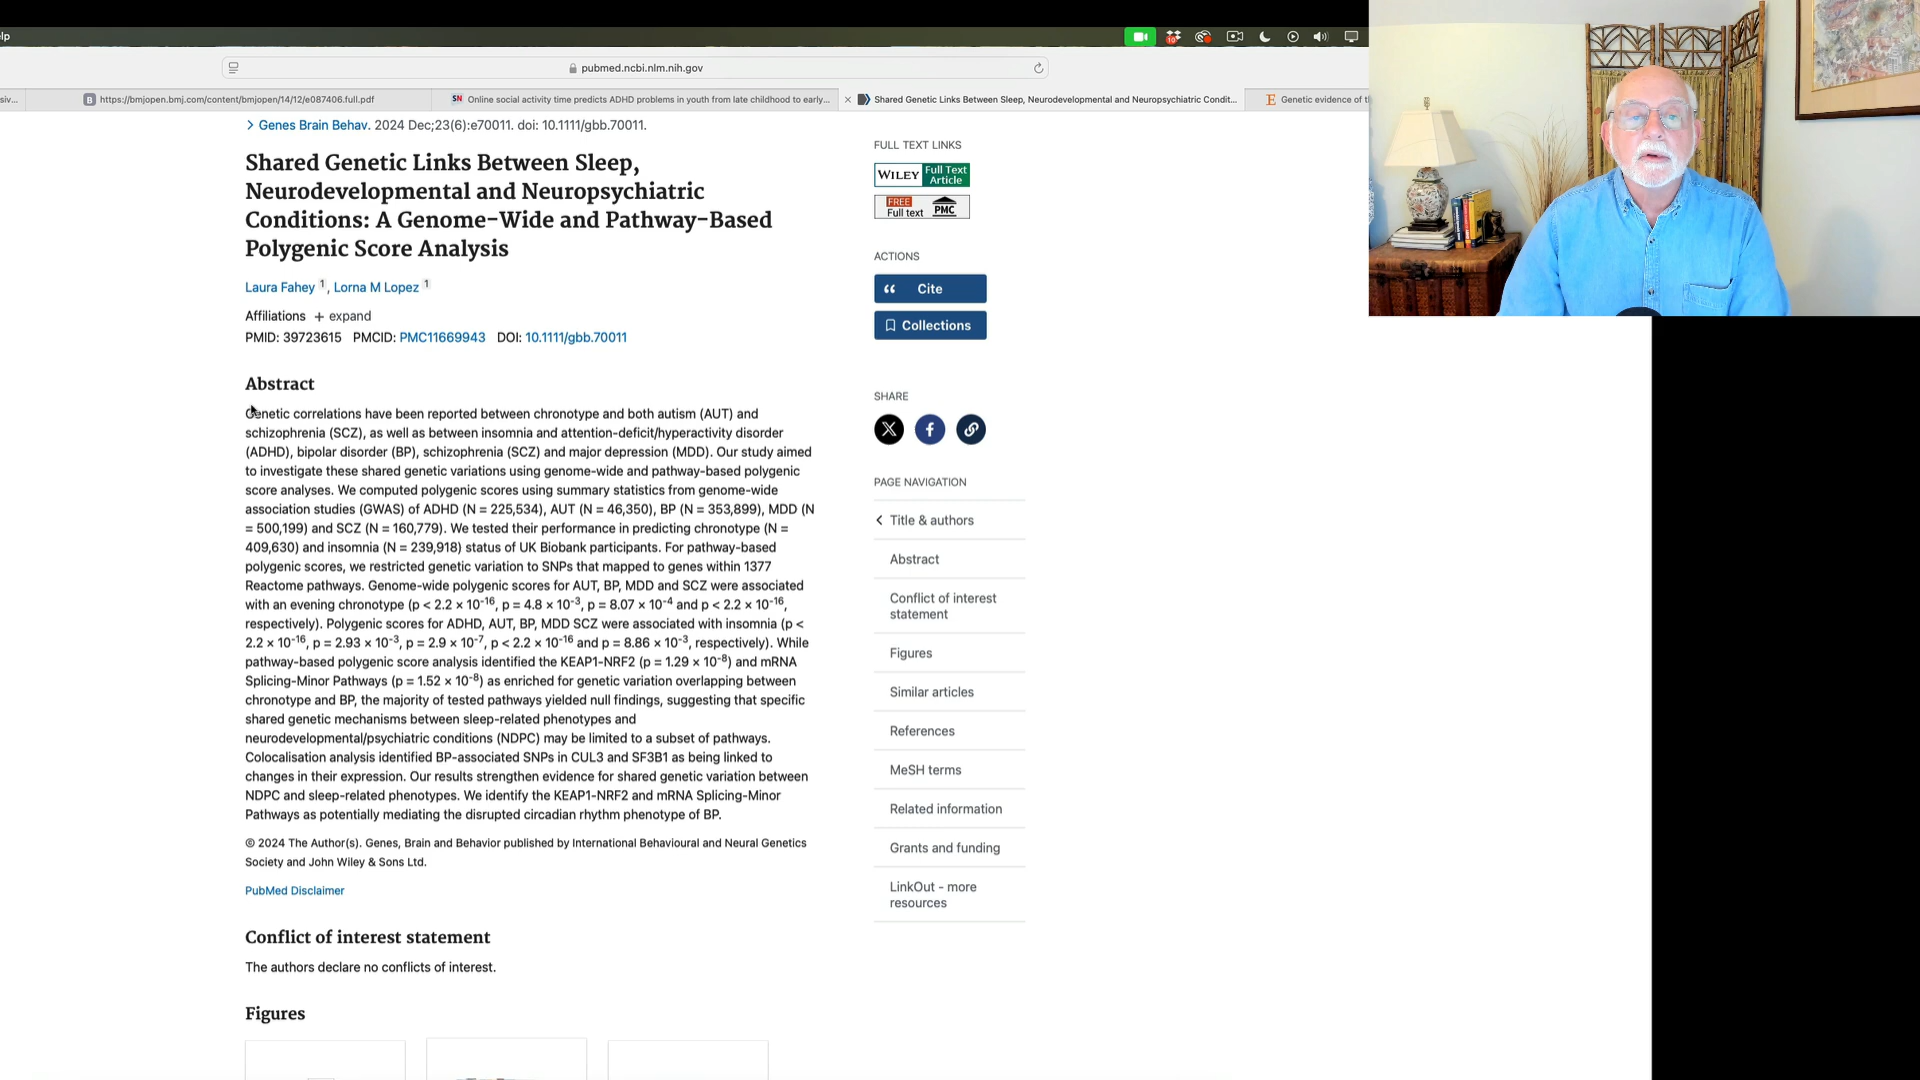 lp
pubmed.ncbi.nlm.nih.gov
siv...
B https://bmjopen.bmj.com/content/bmjopen/14/12/e087406.full.pdf
SN Online social activity time predicts ADHD problems in youth from late childhood to early...
Shared Genetic Links Between Sleep, Neurodevelopmental and Neuropsychiatric Condit...
E Genetic evidence of t
> Genes Brain Behav. 2024 Dec;23(6):e70011. doi: 10.1111/gbb.70011.
Shared Genetic Links Between Sleep,
Neurodevelopmental and Neuropsychiatric
Conditions: A Genome-Wide and Pathway-Based
Polygenic Score Analysis
Laura Fahey 1, Lorna M Lopez 1
Affiliations + expand
PMID: 39723615 PMCID: PMC11669943 DOI: 10.1111/gbb.70011
Abstract
Genetic correlations have been reported between chronotype and both autism (AUT) and
schizophrenia (SCZ), as well as between insomnia and attention-deficit/hyperactivity disorder
(ADHD), bipolar disorder (BP), schizophrenia (SCZ) and major depression (MDD). Our study aimed
to investigate these shared genetic variations using genome-wide and pathway-based polygenic
score analyses. We computed polygenic scores using summary statistics from genome-wide
association studies (GWAS) of ADHD (N = 225,534), AUT (N = 46,350), BP (N = 353,899), MDD (N
= 500,199) and SCZ (N = 160,779). We tested their performance in predicting chronotype (N =
409,630) and insomnia (N = 239,918) status of UK Biobank participants. For pathway-based
polygenic scores, we restricted genetic variation to SNPs that mapped to genes within 1377
Reactome pathways. Genome-wide polygenic scores for AUT, BP, MDD and SCZ were associated
with an evening chronotype (p < 2.2 × 10-16, p = 4.8 × 10-3, p = 8.07 × 10-4 and p < 2.2 × 10-16,
respectively). Polygenic scores for ADHD, AUT, BP, MDD SCZ were associated with insomnia (p <
2.2 × 10-16, p = 2.93 × 10-3, p = 2.9 × 10-7, p < 2.2 × 10-16 and p = 8.86 × 10-3, respectively). While
pathway-based polygenic score analysis identified the KEAP1-NRF2 (p = 1.29 × 10-8) and mRNA
Splicing-Minor Pathways (p = 1.52 × 10-8) as enriched for genetic variation overlapping between
chronotype and BP, the majority of tested pathways yielded null findings, suggesting that specific
shared genetic mechanisms between sleep-related phenotypes and
neurodevelopmental/psychiatric conditions (NDPC) may be limited to a subset of pathways.
Colocalisation analysis identified BP-associated SNPs in CUL3 and SF3B1 as being linked to
changes in their expression. Our results strengthen evidence for shared genetic variation between
NDPC and sleep-related phenotypes. We identify the KEAP1-NRF2 and mRNA Splicing-Minor
Pathways as potentially mediating the disrupted circadian rhythm phenotype of BP.
© 2024 The Author(s). Genes, Brain and Behavior published by International Behavioural and Neural Genetics
Society and John Wiley & Sons Ltd.
PubMed Disclaimer
Conflict of interest statement
The authors declare no conflicts of interest.
Figures
FULL TEXT LINKS
WILEY Full Text
Article
FREE
Full text PMC
ACTIONS
Cite
Collections
SHARE
PAGE NAVIGATION
Title & authors
Abstract
Conflict of interest
statement
Figures
Similar articles
References
MeSH terms
Related information
Grants and funding
LinkOut - more
resources